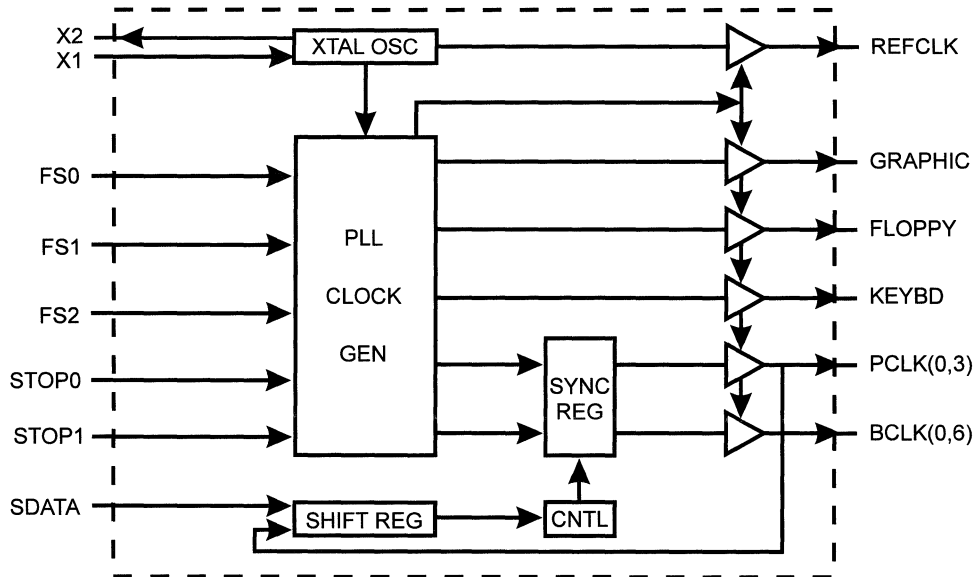 X2
XTAL OSC
REFCLK
X1
FS0
GRAPHIC
FS1
PLL
FLOPPY
CLOCK
KEYBD
FS2
GEN
STOP0
SYNC
REG
PCLK(0,3)
STOP1
BCLK(0,6)
SDATA
SHIFT REG
CNTL